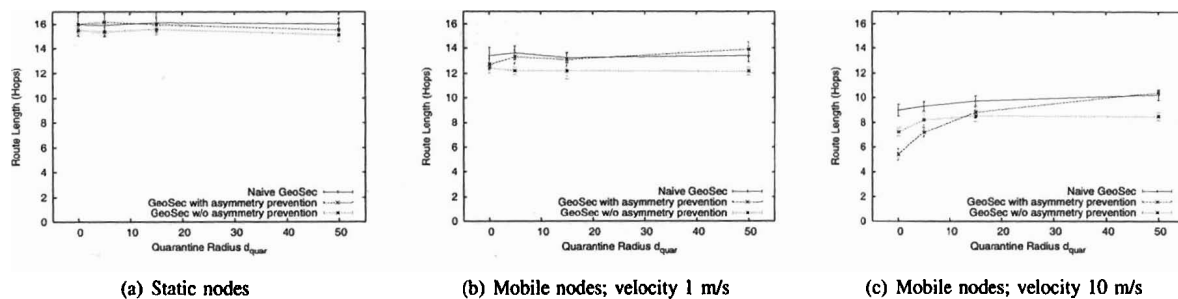 Route Length (Hops)
16
14
12
10
8
6
4
2
0
Naive GeoSec
GeoSec with asymmetry prevention
GeoSec w/o asymmetry prevention
0 10 20 30 40 50
Quarantine Radius d_quar
(a) Static nodes
Route Length (Hops)
16
14
12
10
8
6
4
2
0
Naive GeoSec
GeoSec with asymmetry prevention
GeoSec w/o asymmetry prevention
0 10 20 30 40 50
Quarantine Radius d_quar
(b) Mobile nodes; velocity 1 m/s
Route Length (Hops)
16
14
12
10
8
6
4
2
0
Naive GeoSec
GeoSec with asymmetry prevention
GeoSec w/o asymmetry prevention
0 10 20 30 40 50
Quarantine Radius d_quar
(c) Mobile nodes; velocity 10 m/s